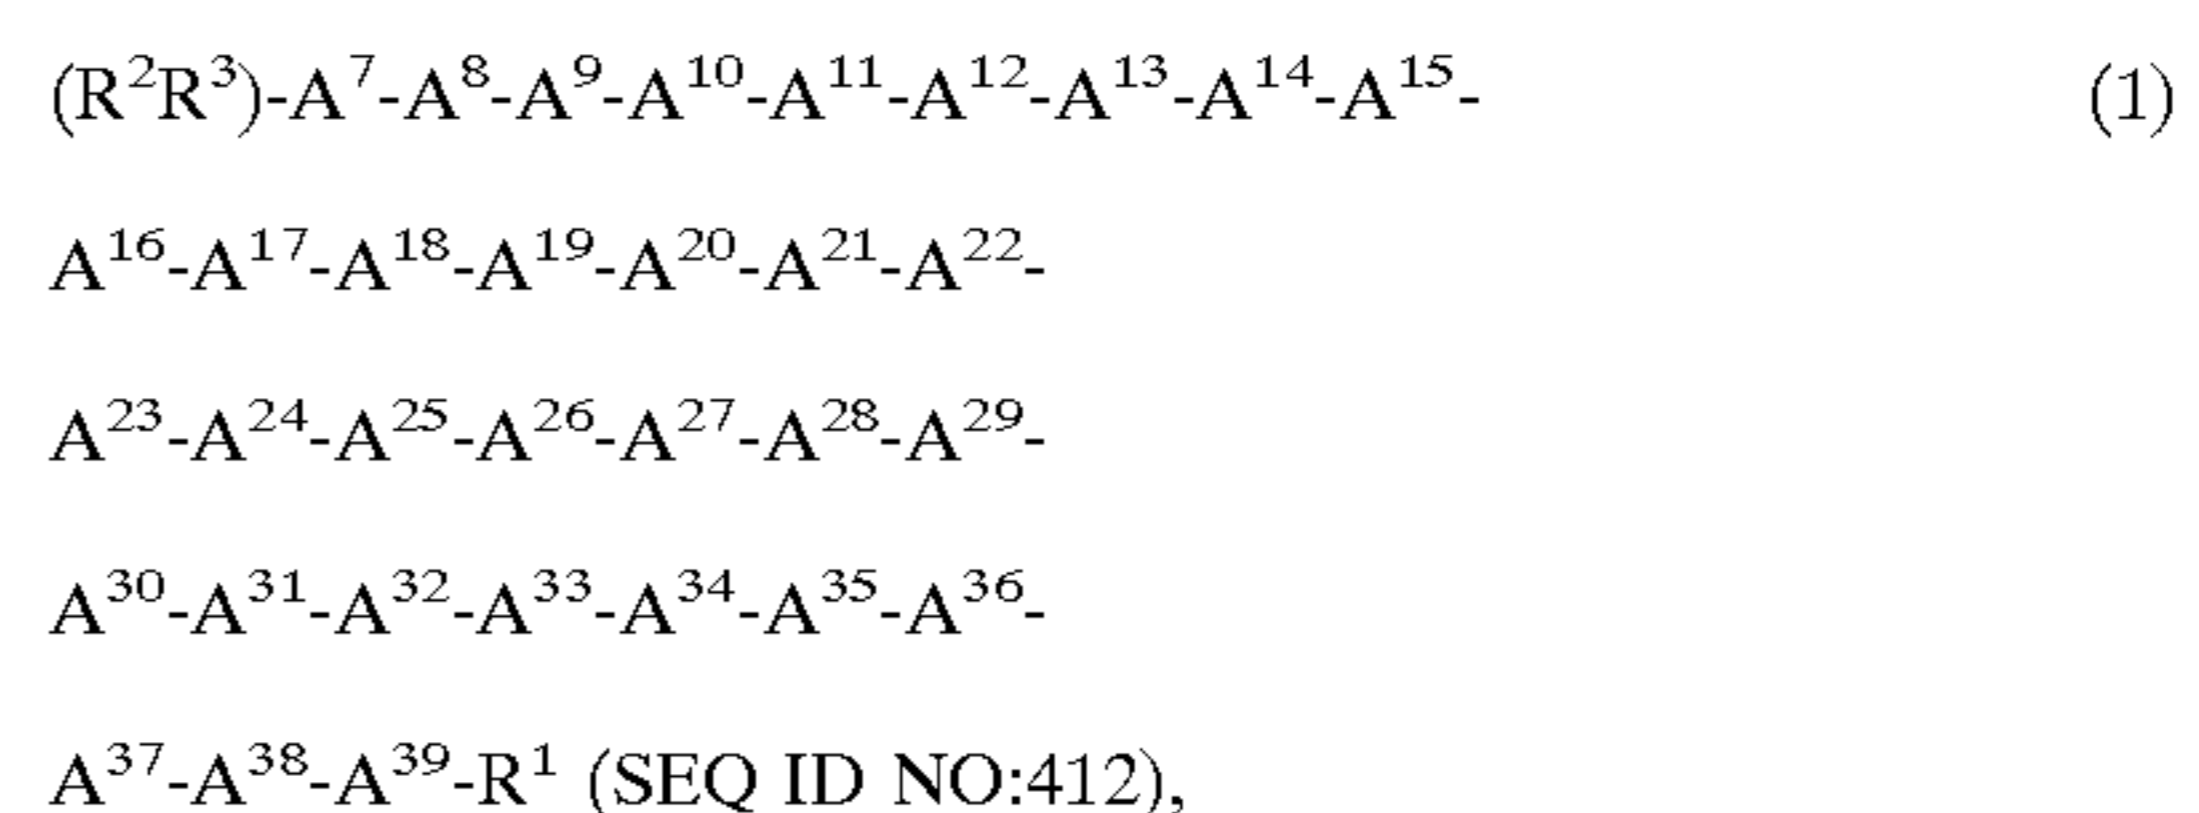 (R²R³)-A⁷-A⁸-A⁹-A¹⁰-A¹¹-A¹²-A¹³-A¹⁴-A¹⁵- (1)
A¹⁶-A¹⁷-A¹⁸-A¹⁹-A²⁰-A²¹-A²²-
A²³-A²⁴-A²⁵-A²⁶-A²⁷-A²⁸-A²⁹-
A³⁰-A³¹-A³²-A³³-A³⁴-A³⁵-A³⁶-
A³⁷-A³⁸-A³⁹-R¹ (SEQ ID NO:412),